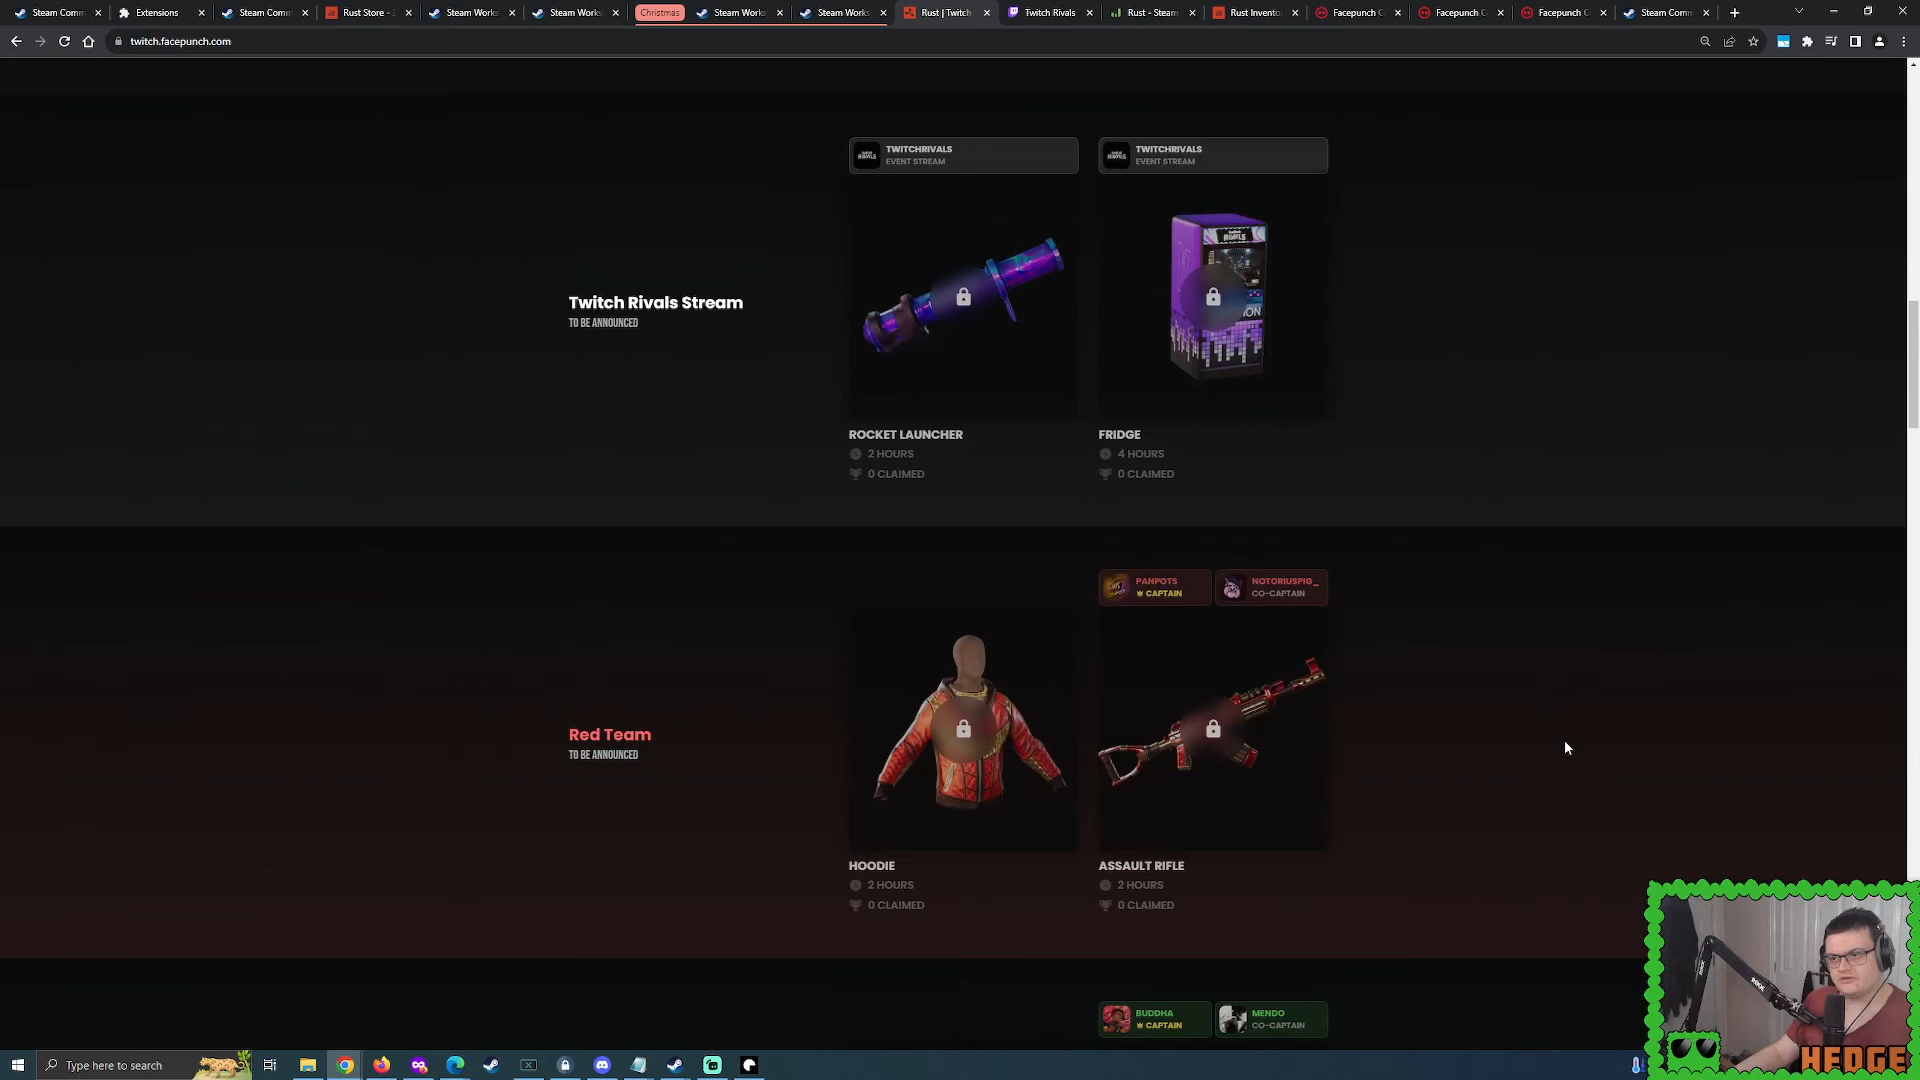 Steam Comm
Extensions
Steam Comm
Rust Store -
Steam Works
Steam Works
Christmas
Steam Works
Steam Works
Rust | Twitch
Twitch Rivals
Rust - Steam
Rust Invento
Facepunch C
Facepunch C
Facepunch C
Steam Comm
twitch.facepunch.com
TWITCHRIVALS
EVENT STREAM
TWITCHRIVALS
EVENT STREAM
RIVALS
Twitch Rivals Stream
TO BE ANNOUNCED
ROCKET LAUNCHER
2 HOURS
0 CLAIMED
FRIDGE
4 HOURS
0 CLAIMED
PANPOTS
CAPTAIN
NOTORIUSPIG_
CO-CAPTAIN
Red Team
TO BE ANNOUNCED
HOODIE
2 HOURS
0 CLAIMED
ASSAULT RIFLE
2 HOURS
0 CLAIMED
BUDDHA
CAPTAIN
MENDO
CO-CAPTAIN
Type here to search
HEDGE